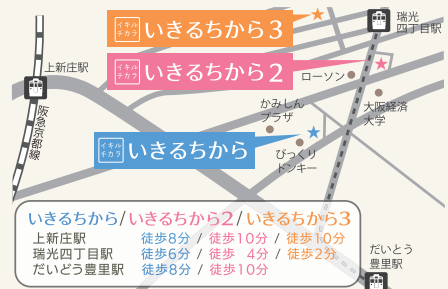 イキル
チカラ
いきるちから3
瑞光
四丁目駅
イキル
チカラ
いきるちから2
上新庄駅
ローソン
大阪経済
大学
かみしん
プラザ
阪急京都線
イキル
チカラ
いきるちから
びっくり
ドンキー
いきるちから/いきるちから2/いきるちから3
上新庄駅 徒歩8分 / 徒歩10分 / 徒歩10分
瑞光四丁目駅 徒歩6分 / 徒歩 4分 / 徒歩2分
だいどう豊里駅 徒歩8分 / 徒歩10分
だいとう
豊里駅